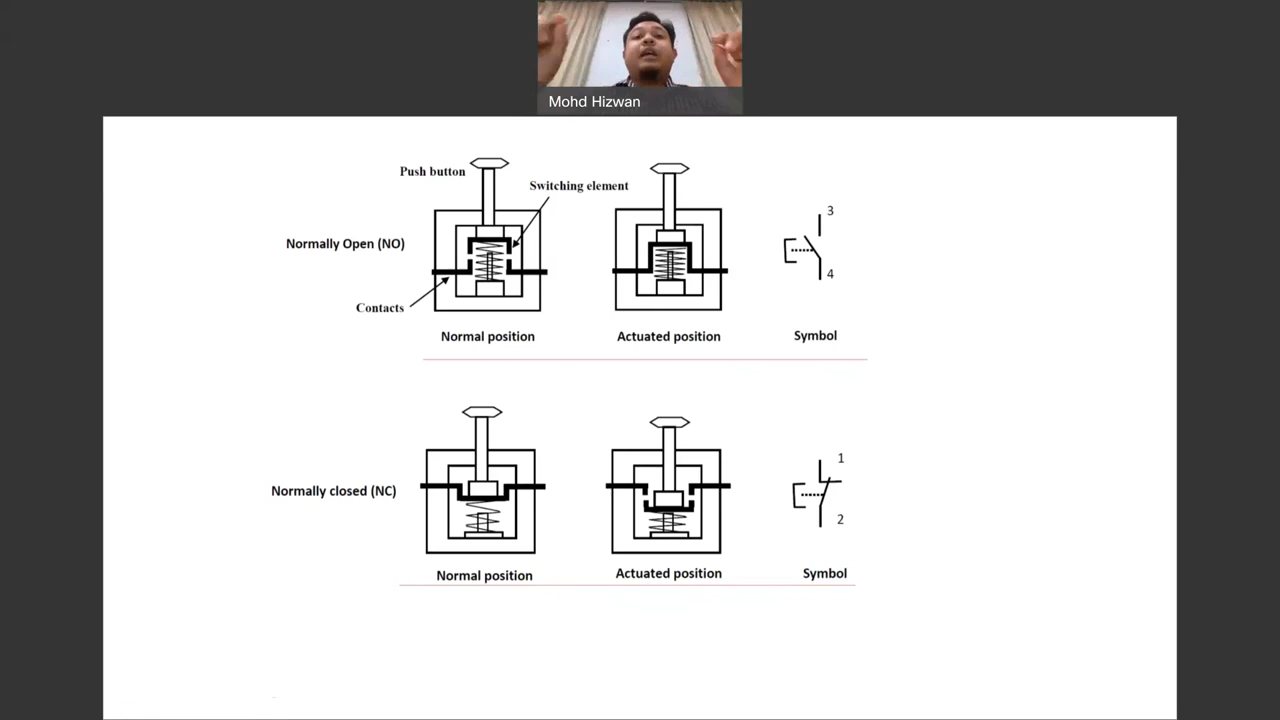 Mohd Hizwan
Push button
Switching element
3
Normally Open (NO)
4
Contacts
Normal position
Actuated position
Symbol
1
Normally closed (NC)
2
Normal position
Actuated position
Symbol